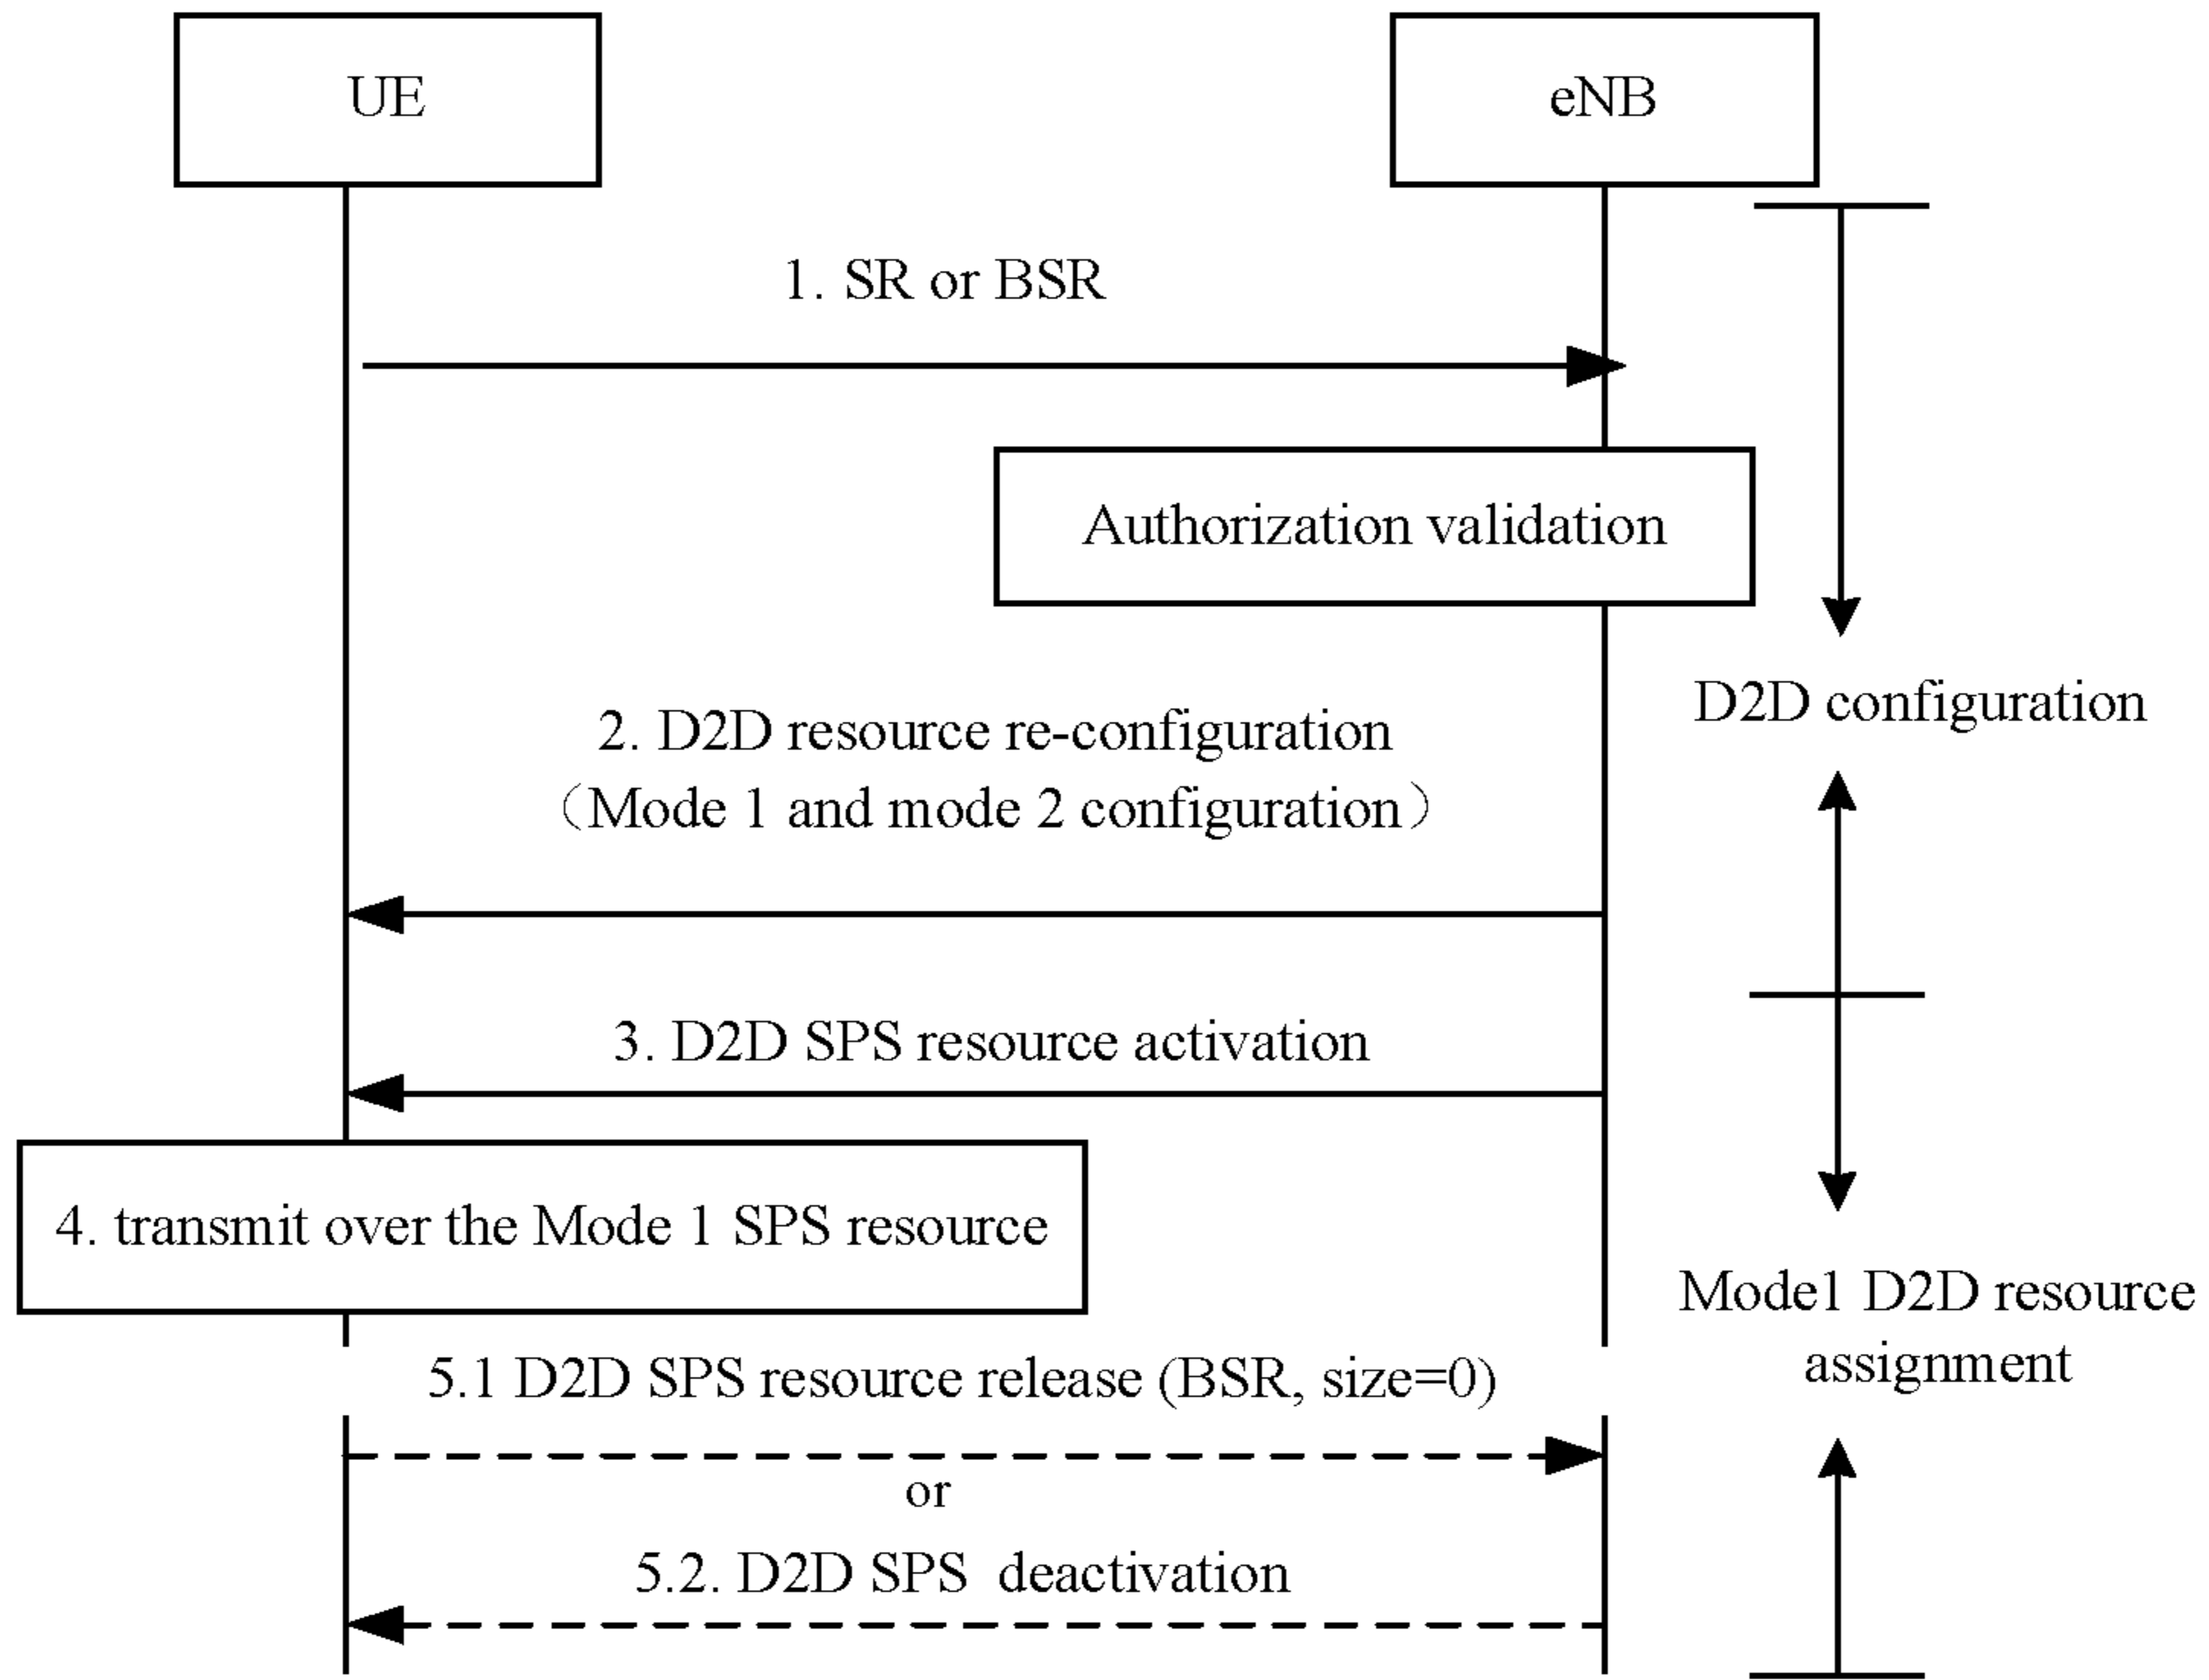 UE
eNB
1. SR or BSR
Authorization validation
D2D configuration
2. D2D resource re-configuration
（Mode 1 and mode 2 configuration）
3. D2D SPS resource activation
4. transmit over the Mode 1 SPS resource
Mode1 D2D resource
assignment
5.1 D2D SPS resource release (BSR, size=0)
or
5.2. D2D SPS deactivation